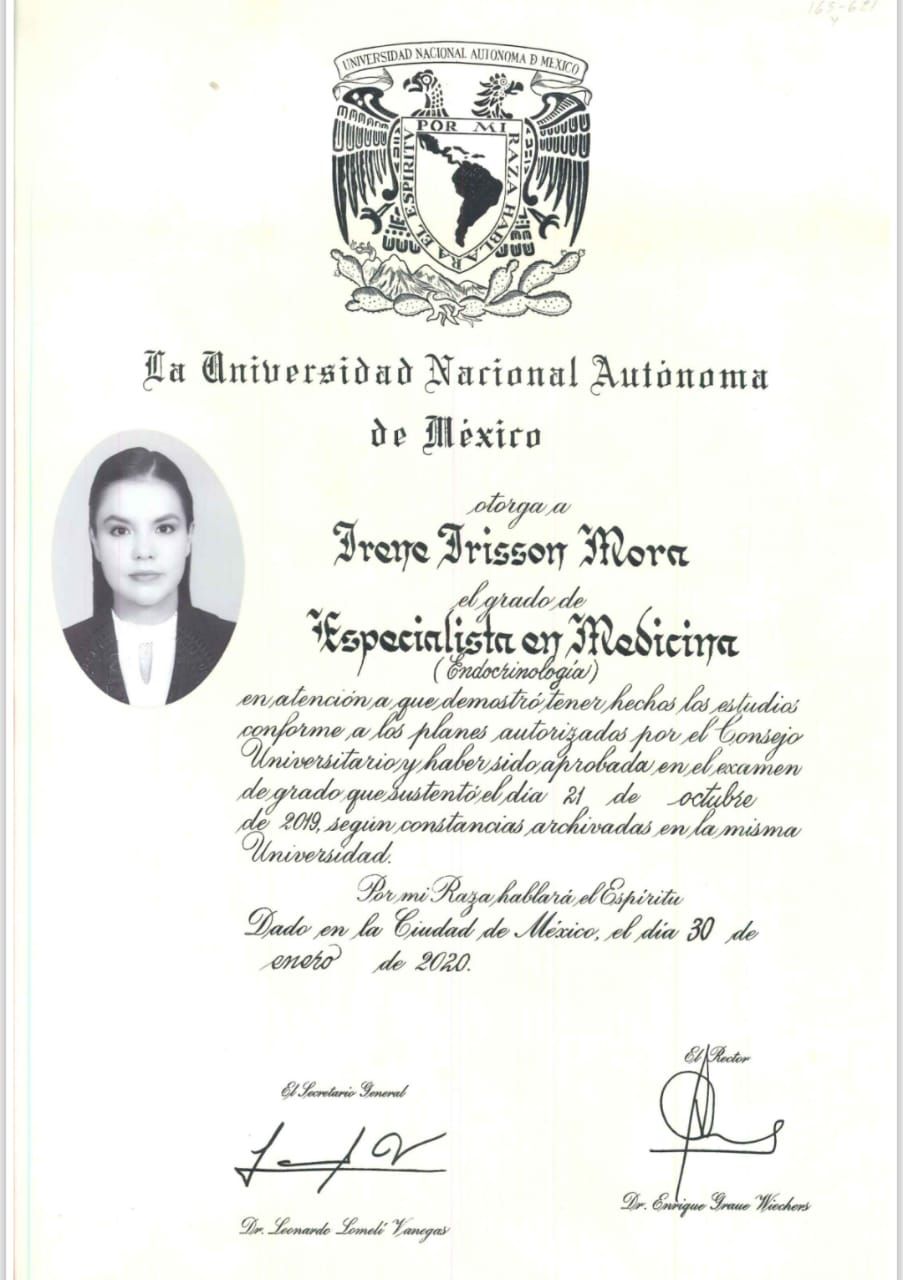 165-621
UNIVERSIDAD NACIONAL AUTONOMA D MEXICO
POR MI RAZA HABLARA EL ESPIRITV
La Universidad Nacional Autónoma
de México
otorga a
Irene Irisson Mora
el grado de
Especialista en Medicina
(Endocrinología)
en atención a que demostró tener hechos los estudios
conforme a los planes autorizados por el Consejo
Universitario y haber sido aprobada en el examen
de grado que sustentó el día 21 de octubre
de 2019, según constancias archivadas en la misma
Universidad.
Por mi Raza hablará el Espíritu
Dado en la Ciudad de México, el día 30 de
enero de 2020.
El Secretario General
Dr. Leonardo Lomelí Vanegas
El Rector
Dr. Enrique Graue Wiechers